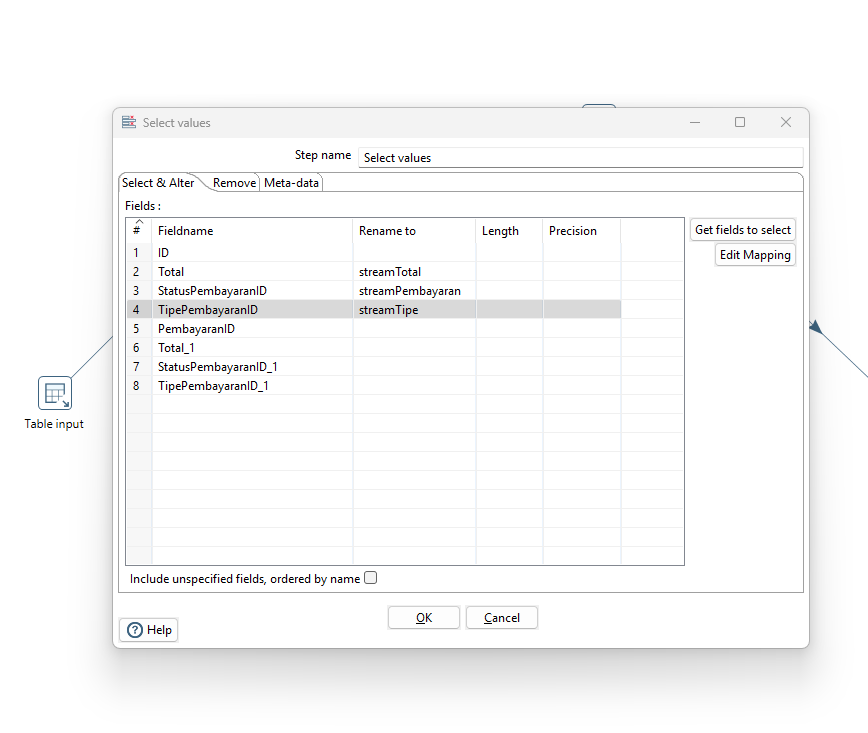 Select values
Step name Select values
Select & Alter Remove Meta-data
Fields :
# Fieldname Rename to Length Precision
1 ID
2 Total streamTotal
3 StatusPembayaranID streamPembayaran
4 TipePembayaranID streamTipe
5 PembayaranID
6 Total_1
7 StatusPembayaranID_1
8 TipePembayaranID_1
Get fields to select
Edit Mapping
Table input
Include unspecified fields, ordered by name
OK Cancel
Help